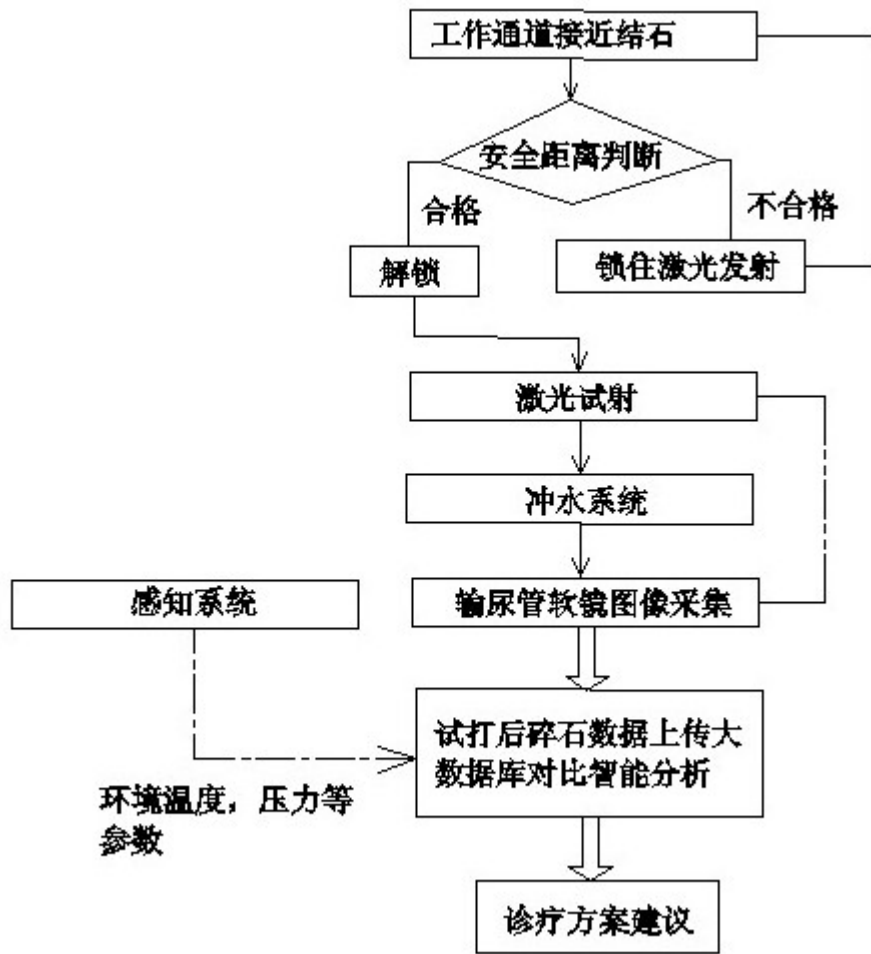 工作通道接近结石
安全距离判断
合格
不合格
解锁
锁住激光发射
激光试射
冲水系统
感知系统
输尿管软镜图像采集
试打后碎石数据上传大
数据库对比智能分析
环境温度，压力等
参数
诊疗方案建议